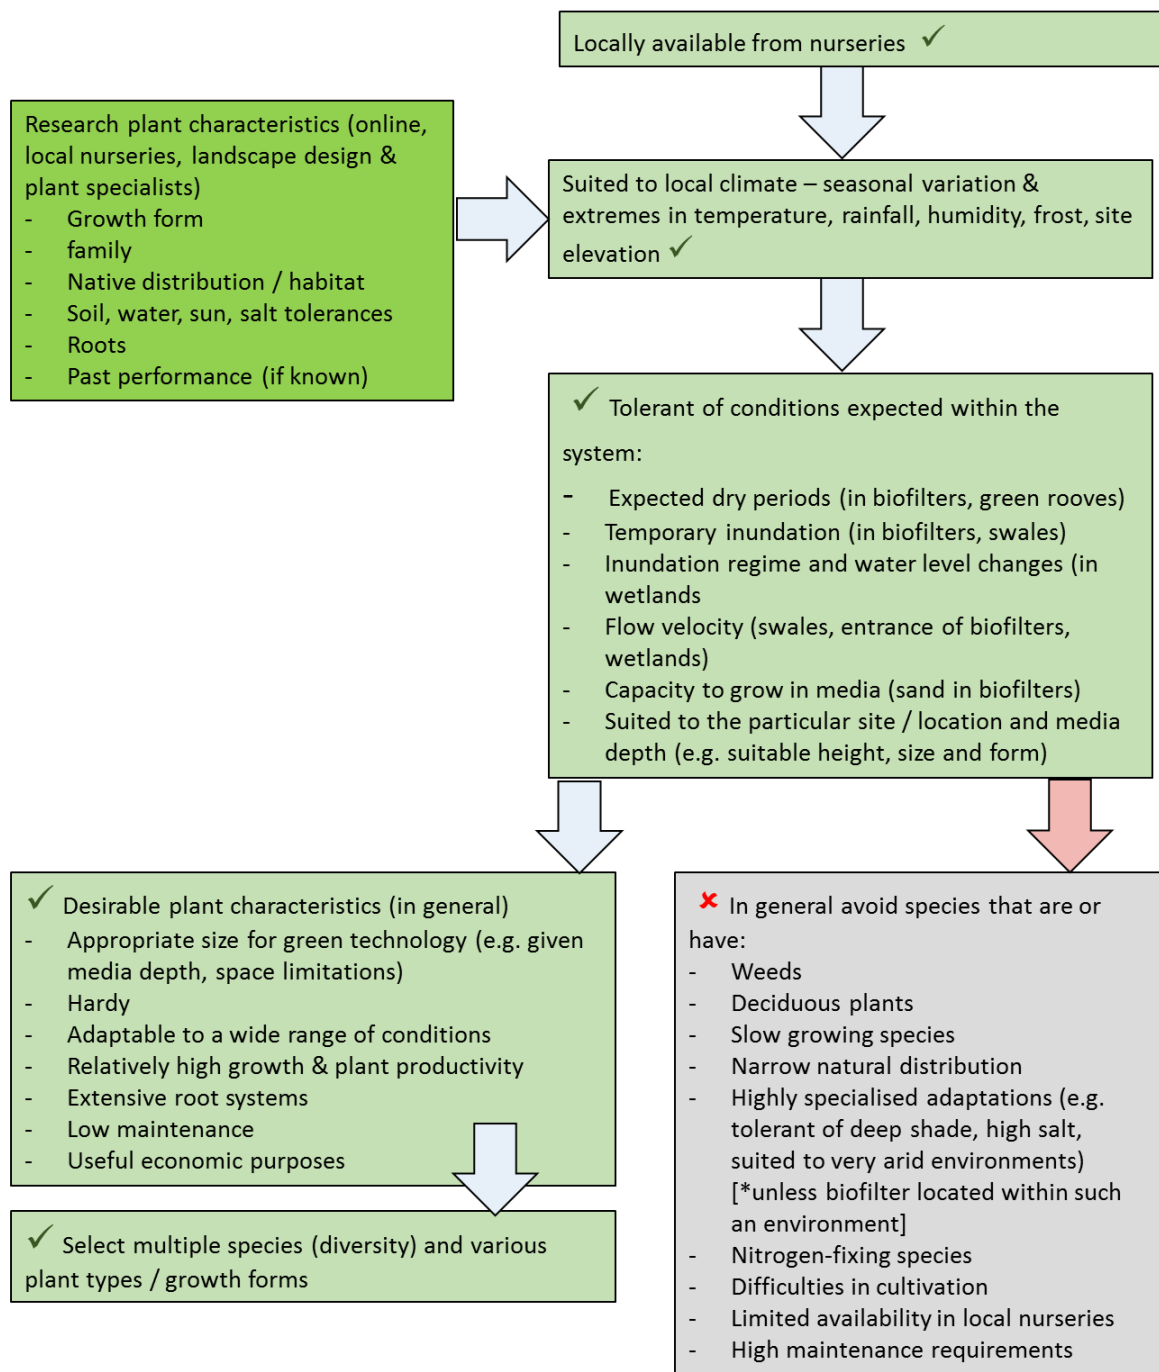 Locally available from nurseries ✓
Research plant characteristics (online,
local nurseries, landscape design &
plant specialists)
- Growth form
- family
- Native distribution / habitat
- Soil, water, sun, salt tolerances
- Roots
- Past performance (if known)
Suited to local climate – seasonal variation &
extremes in temperature, rainfall, humidity, frost, site
elevation ✓
✓ Tolerant of conditions expected within the
system:
- Expected dry periods (in biofilters, green rooves)
- Temporary inundation (in biofilters, swales)
- Inundation regime and water level changes (in
wetlands
- Flow velocity (swales, entrance of biofilters,
wetlands)
- Capacity to grow in media (sand in biofilters)
- Suited to the particular site / location and media
depth (e.g. suitable height, size and form)
✓ Desirable plant characteristics (in general)
- Appropriate size for green technology (e.g. given
media depth, space limitations)
- Hardy
- Adaptable to a wide range of conditions
- Relatively high growth & plant productivity
- Extensive root systems
- Low maintenance
- Useful economic purposes
✓ Select multiple species (diversity) and various
plant types / growth forms
✘ In general avoid species that are or
have:
- Weeds
- Deciduous plants
- Slow growing species
- Narrow natural distribution
- Highly specialised adaptations (e.g.
tolerant of deep shade, high salt,
suited to very arid environments)
[*unless biofilter located within such
an environment]
- Nitrogen-fixing species
- Difficulties in cultivation
- Limited availability in local nurseries
- High maintenance requirements